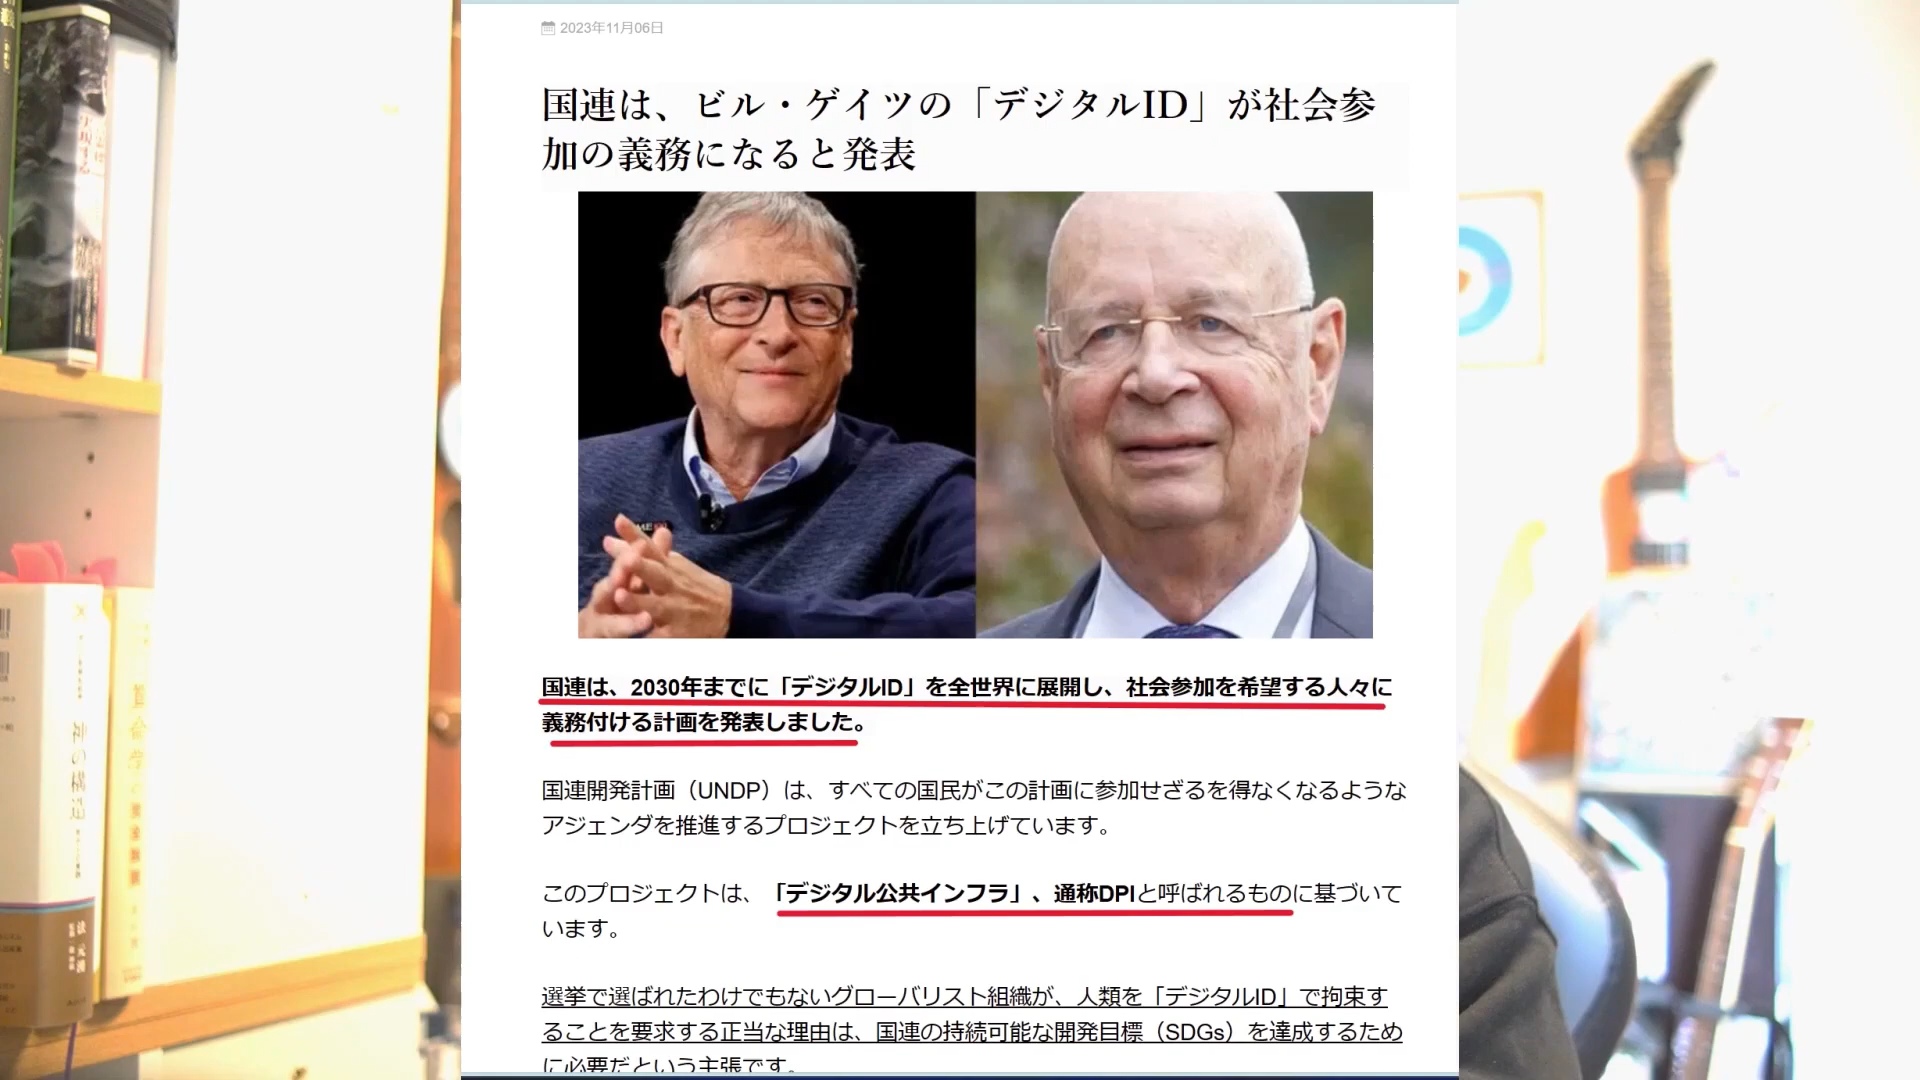 2023年11月06日
国連は、ビル・ゲイツの「デジタルID」が社会参
加の義務になると発表
国連は、2030年までに「デジタルID」を全世界に展開し、社会参加を希望する人々に
義務付ける計画を発表しました。
国連開発計画（UNDP）は、すべての国民がこの計画に参加せざるを得なくなるような
アジェンダを推進するプロジェクトを立ち上げています。
このプロジェクトは、「デジタル公共インフラ」、通称DPIと呼ばれるものに基づいて
います。
選挙で選ばれたわけでもないグローバリスト組織が、人類を「デジタルID」で拘束す
ることを要求する正当な理由は、国連の持続可能な開発目標（SDGs）を達成するため
に必要だという主張です。